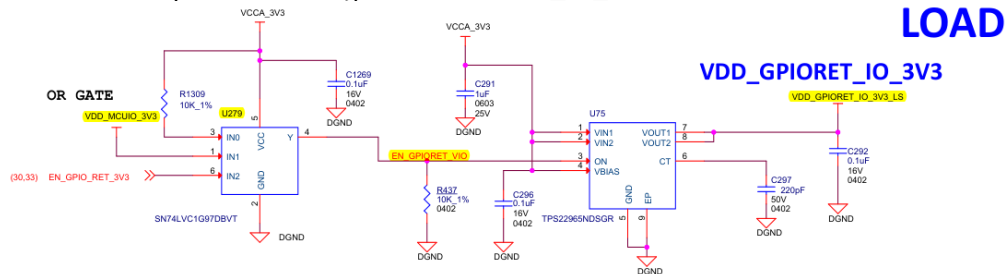 LOAD
VCCA_3V3
VCCA_3V3
VDD_GPIORET_IO_3V3
C1269
0.1uF
16V
0402
DGND
C291
1uF
0603
25V
DGND
R1309
10K_1%
OR GATE
VDD_MCUIO_3V3
U279
U75
VDD_GPIORET_IO_3V3_LS
5
VCC
3 IN0
1 IN1
6 IN2
Y 4
GND
2
(30,33) EN_GPIO_RET_3V3
SN74LVC1G97DBVT
DGND
EN_GPIORET_VIO
R437
10K_1%
0402
DGND
C296
0.1uF
16V
0402
DGND
1 VIN1
2 VIN2
3 ON
4 VBIAS
VOUT1 7
VOUT2 8
CT 6
GND
EP
5
9
TPS22965NDSGR
DGND
C292
0.1uF
16V
0402
DGND
C297
220pF
50V
0402
DGND